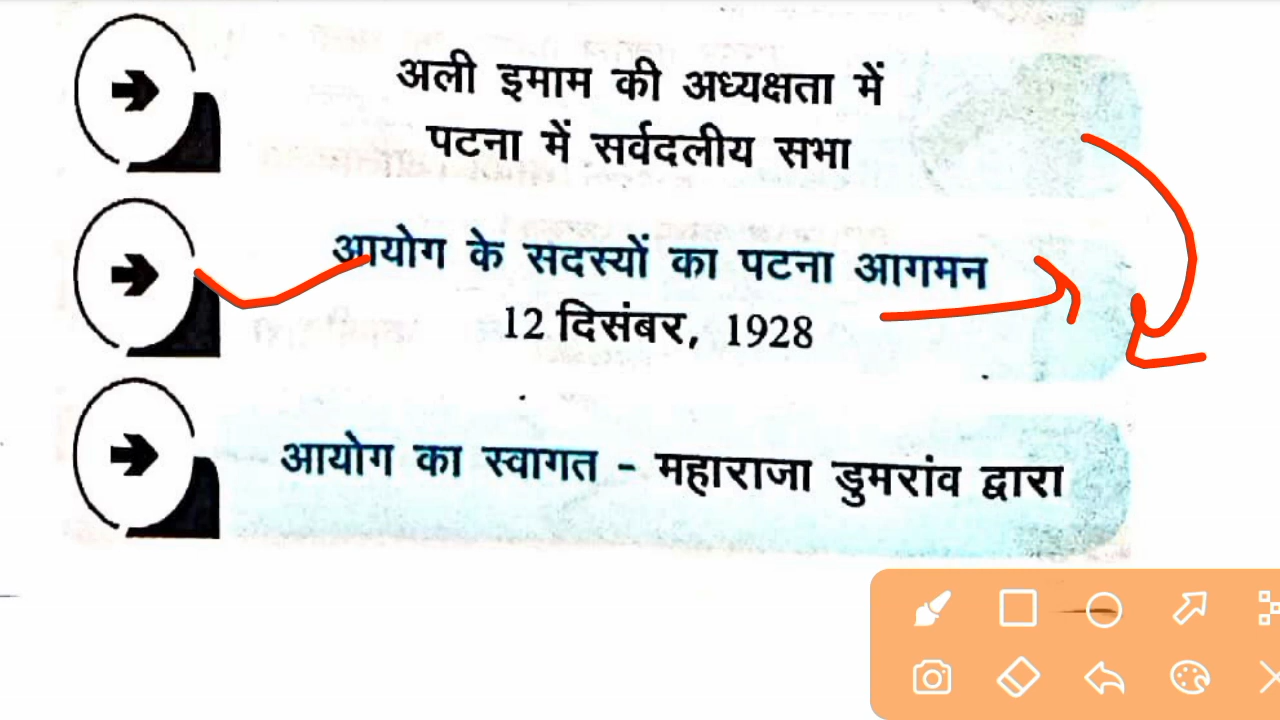 अली इमाम की अध्यक्षता में
पटना में सर्वदलीय सभा
आयोग के सदस्यों का पटना आगमन
12 दिसंबर, 1928
आयोग का स्वागत - महाराजा डुमरांव द्वारा